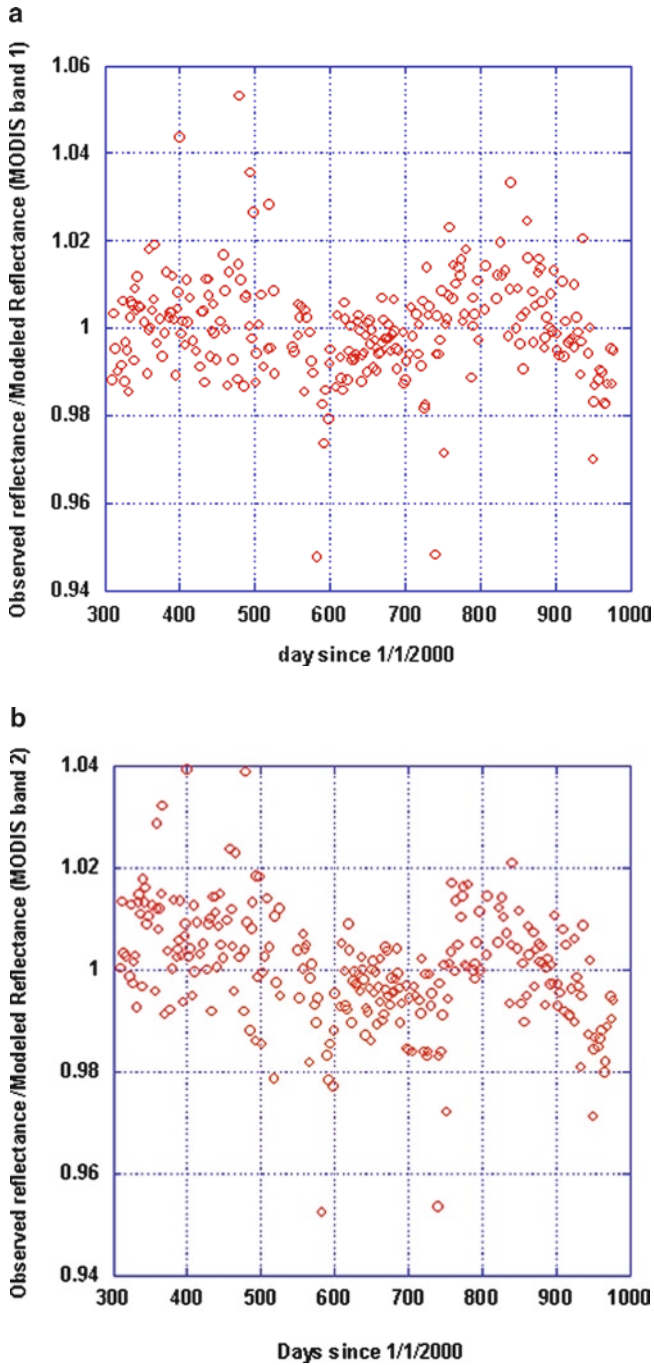 a
Observed reflectance /Modeled Reflectance (MODIS band 1)
1.06
1.04
1.02
1
0.98
0.96
0.94
300 400 500 600 700 800 900 1000
day since 1/1/2000
b
Observed reflectance /Modeled Reflectance (MODIS band 2)
1.04
1.02
1
0.98
0.96
0.94
300 400 500 600 700 800 900 1000
Days since 1/1/2000